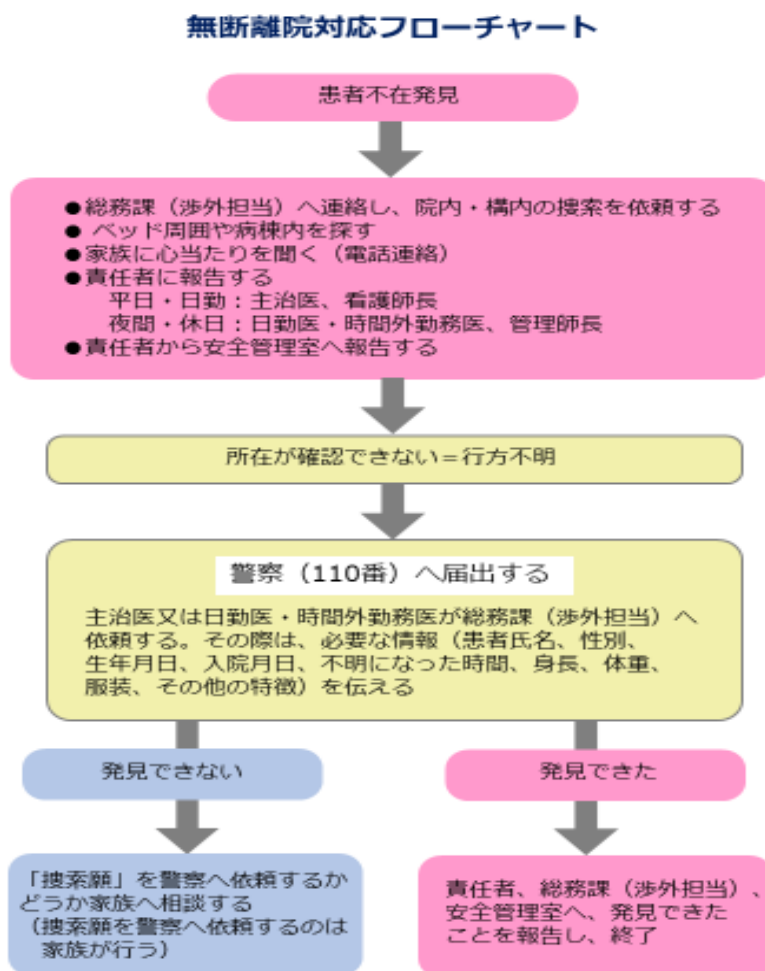 無断離院対応フローチャート
患者不在発見
●総務課（渉外担当）へ連絡し、院内・構内の捜索を依頼する
● ベッド周囲や病棟内を探す
●家族に心当たりを聞く（電話連絡）
●責任者に報告する
平日・日勤：主治医、看護師長
夜間・休日：日勤医・時間外勤務医、管理師長
●責任者から安全管理室へ報告する
所在が確認できない＝行方不明
警察（110番）へ届出する
主治医又は日勤医・時間外勤務医が総務課（渉外担当）へ
依頼する。その際は、必要な情報（患者氏名、性別、
生年月日、入院月日、不明になった時間、身長、体重、
服装、その他の特徴）を伝える
発見できない
「捜索願」を警察へ依頼するか
どうか家族へ相談する
（捜索願を警察へ依頼するのは
家族が行う）
発見できた
責任者、総務課（渉外担当）、
安全管理室へ、発見できた
ことを報告し、終了